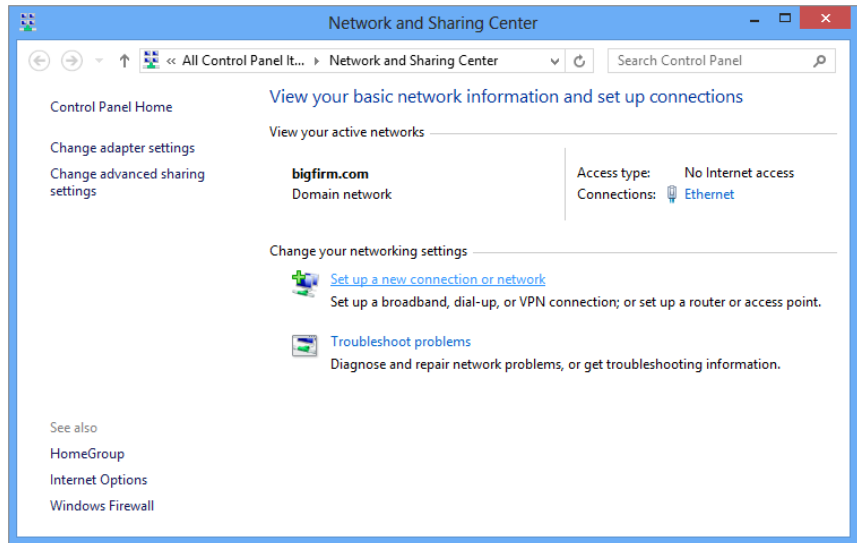 Network and Sharing Center
« All Control Panel It... Network and Sharing Center
Search Control Panel
Control Panel Home
Change adapter settings
Change advanced sharing
settings
See also
HomeGroup
Internet Options
Windows Firewall
View your basic network information and set up connections
View your active networks
bigfirm.com
Domain network
Access type: No Internet access
Connections: Ethernet
Change your networking settings
Set up a new connection or network
Set up a broadband, dial-up, or VPN connection; or set up a router or access point.
Troubleshoot problems
Diagnose and repair network problems, or get troubleshooting information.